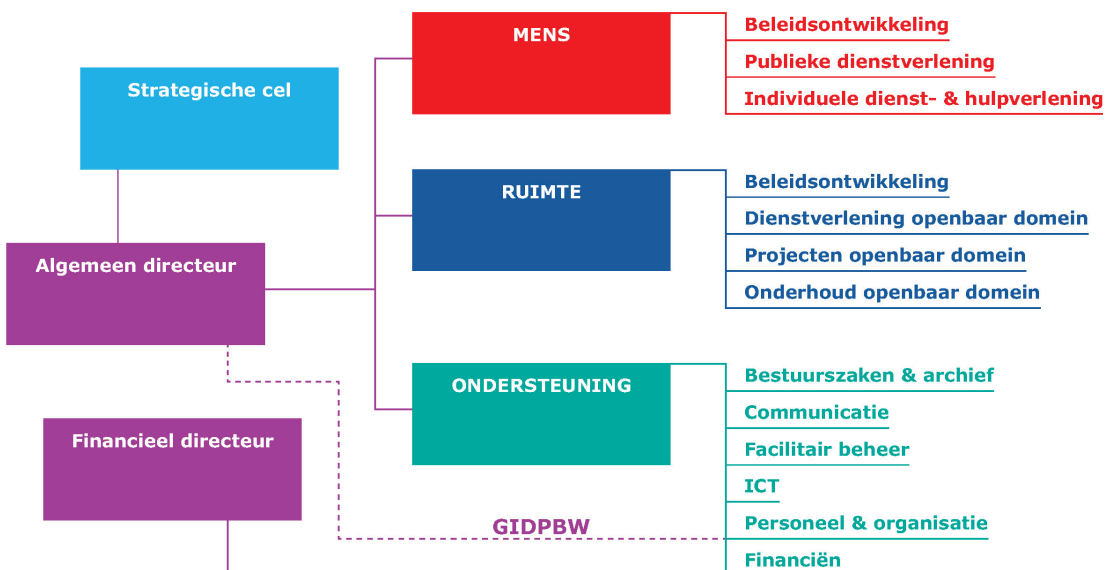 Strategische cel
Algemeen directeur
Financieel directeur
MENS
Beleidsontwikkeling
Publieke dienstverlening
Individuele dienst- & hulpverlening
RUIMTE
Beleidsontwikkeling
Dienstverlening openbaar domein
Projecten openbaar domein
Onderhoud openbaar domein
ONDERSTEUNING
Bestuurszaken & archief
Communicatie
Facilitair beheer
ICT
Personeel & organisatie
Financiën
GIDPBW